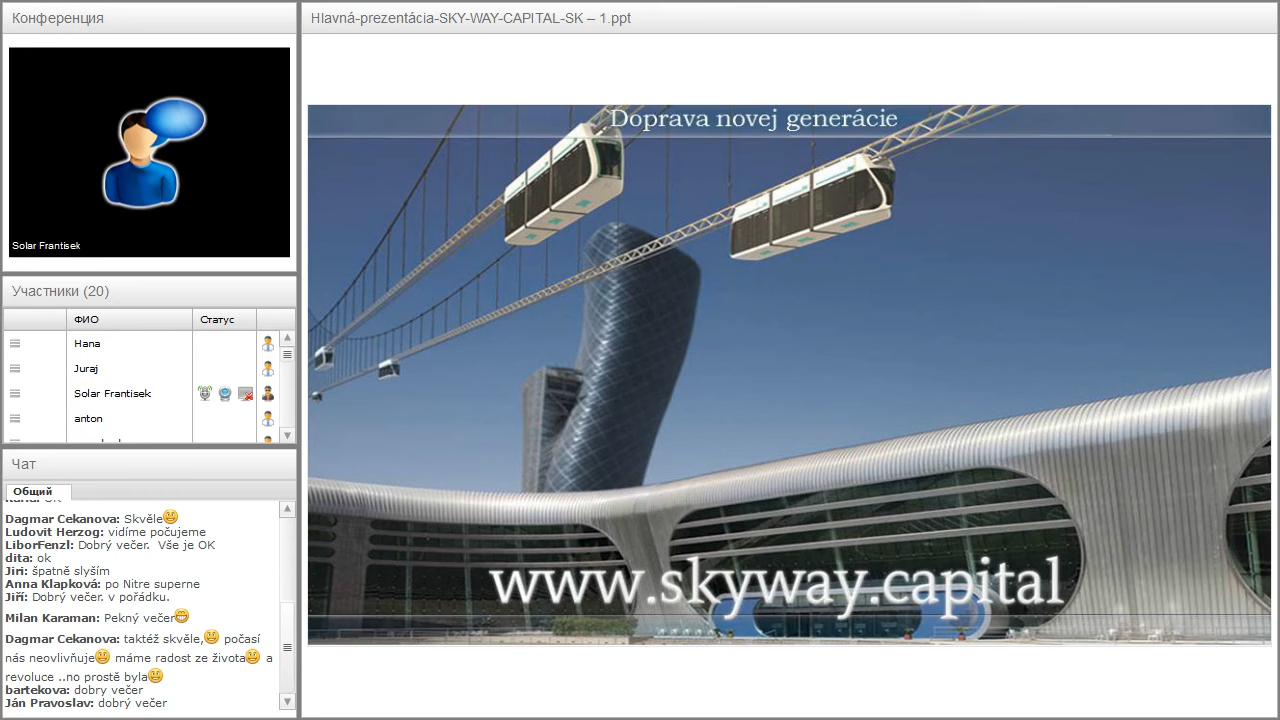 Конференция
Solar Frantisek
Участники (20)
ФИО Статус
Hana
Juraj
Solar Frantisek
anton
Чат
Общий
Dagmar Cekanova: Skvěle
Ludovit Herzog: vidíme počujeme
LiborFenzl: Dobrý večer. Vše je OK
dita: ok
Jiri: špatně slyším
Anna Klapková: po Nitre superne
Jiří: Dobrý večer. v pořádku.
Milan Karaman: Pekný večer
Dagmar Cekanova: taktéž skvěle, počasí
nás neovlivňuje máme radost ze života a
revoluce ..no prostě byla
bartekova: dobry večer
Ján Pravoslav: dobrý večer
Hlavná-prezentácia-SKY-WAY-CAPITAL-SK – 1.ppt
Doprava novej generácie
www.skyway.capital